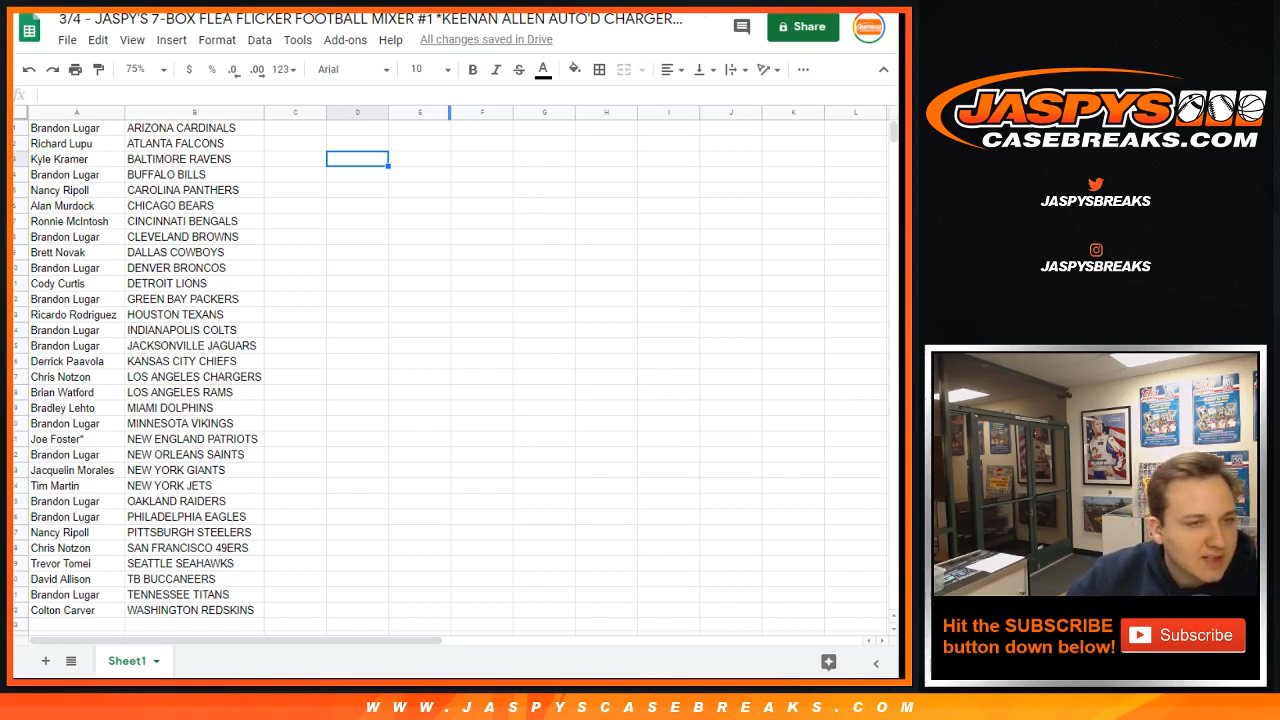 3/4 - JASPY'S 7-BOX FLEA FLICKER FOOTBALL MIXER #1 *KEENAN ALLEN AUTO'D CHARGER...
Share
File Edit View Insert Format Data Tools Add-ons Help All changes saved in Drive
75% $ % .0 .00 123 Arial 10 B I S A
fx
A B C D E F G H I J K L
Brandon Lugar ARIZONA CARDINALS
Richard Lupu ATLANTA FALCONS
Kyle Kramer BALTIMORE RAVENS
Brandon Lugar BUFFALO BILLS
Nancy Ripoll CAROLINA PANTHERS
Alan Murdock CHICAGO BEARS
Ronnie McIntosh CINCINNATI BENGALS
Brandon Lugar CLEVELAND BROWNS
Brett Novak DALLAS COWBOYS
Brandon Lugar DENVER BRONCOS
Cody Curtis DETROIT LIONS
Brandon Lugar GREEN BAY PACKERS
Ricardo Rodriguez HOUSTON TEXANS
Brandon Lugar INDIANAPOLIS COLTS
Brandon Lugar JACKSONVILLE JAGUARS
Derrick Paavola KANSAS CITY CHIEFS
Chris Notzon LOS ANGELES CHARGERS
Brian Watford LOS ANGELES RAMS
Bradley Lehto MIAMI DOLPHINS
Brandon Lugar MINNESOTA VIKINGS
Joe Foster" NEW ENGLAND PATRIOTS
Brandon Lugar NEW ORLEANS SAINTS
Jacquelin Morales NEW YORK GIANTS
Tim Martin NEW YORK JETS
Brandon Lugar OAKLAND RAIDERS
Brandon Lugar PHILADELPHIA EAGLES
Nancy Ripoll PITTSBURGH STEELERS
Chris Notzon SAN FRANCISCO 49ERS
Trevor Tomei SEATTLE SEAHAWKS
David Allison TB BUCCANEERS
Brandon Lugar TENNESSEE TITANS
Colton Carver WASHINGTON REDSKINS
Sheet1
JASPYS
CASEBREAKS.COM
JASPYSBREAKS
JASPYSBREAKS
Hit the SUBSCRIBE
button down below!
Subscribe
WWW.JASPYSCASEBREAKS.COM